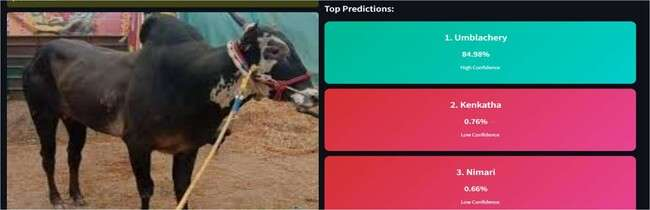 Top Predictions:
1. Umblachery
84.98%
High Confidence
2. Kenkatha
0.76%
Low Confidence
3. Nimari
0.66%
Low Confidence